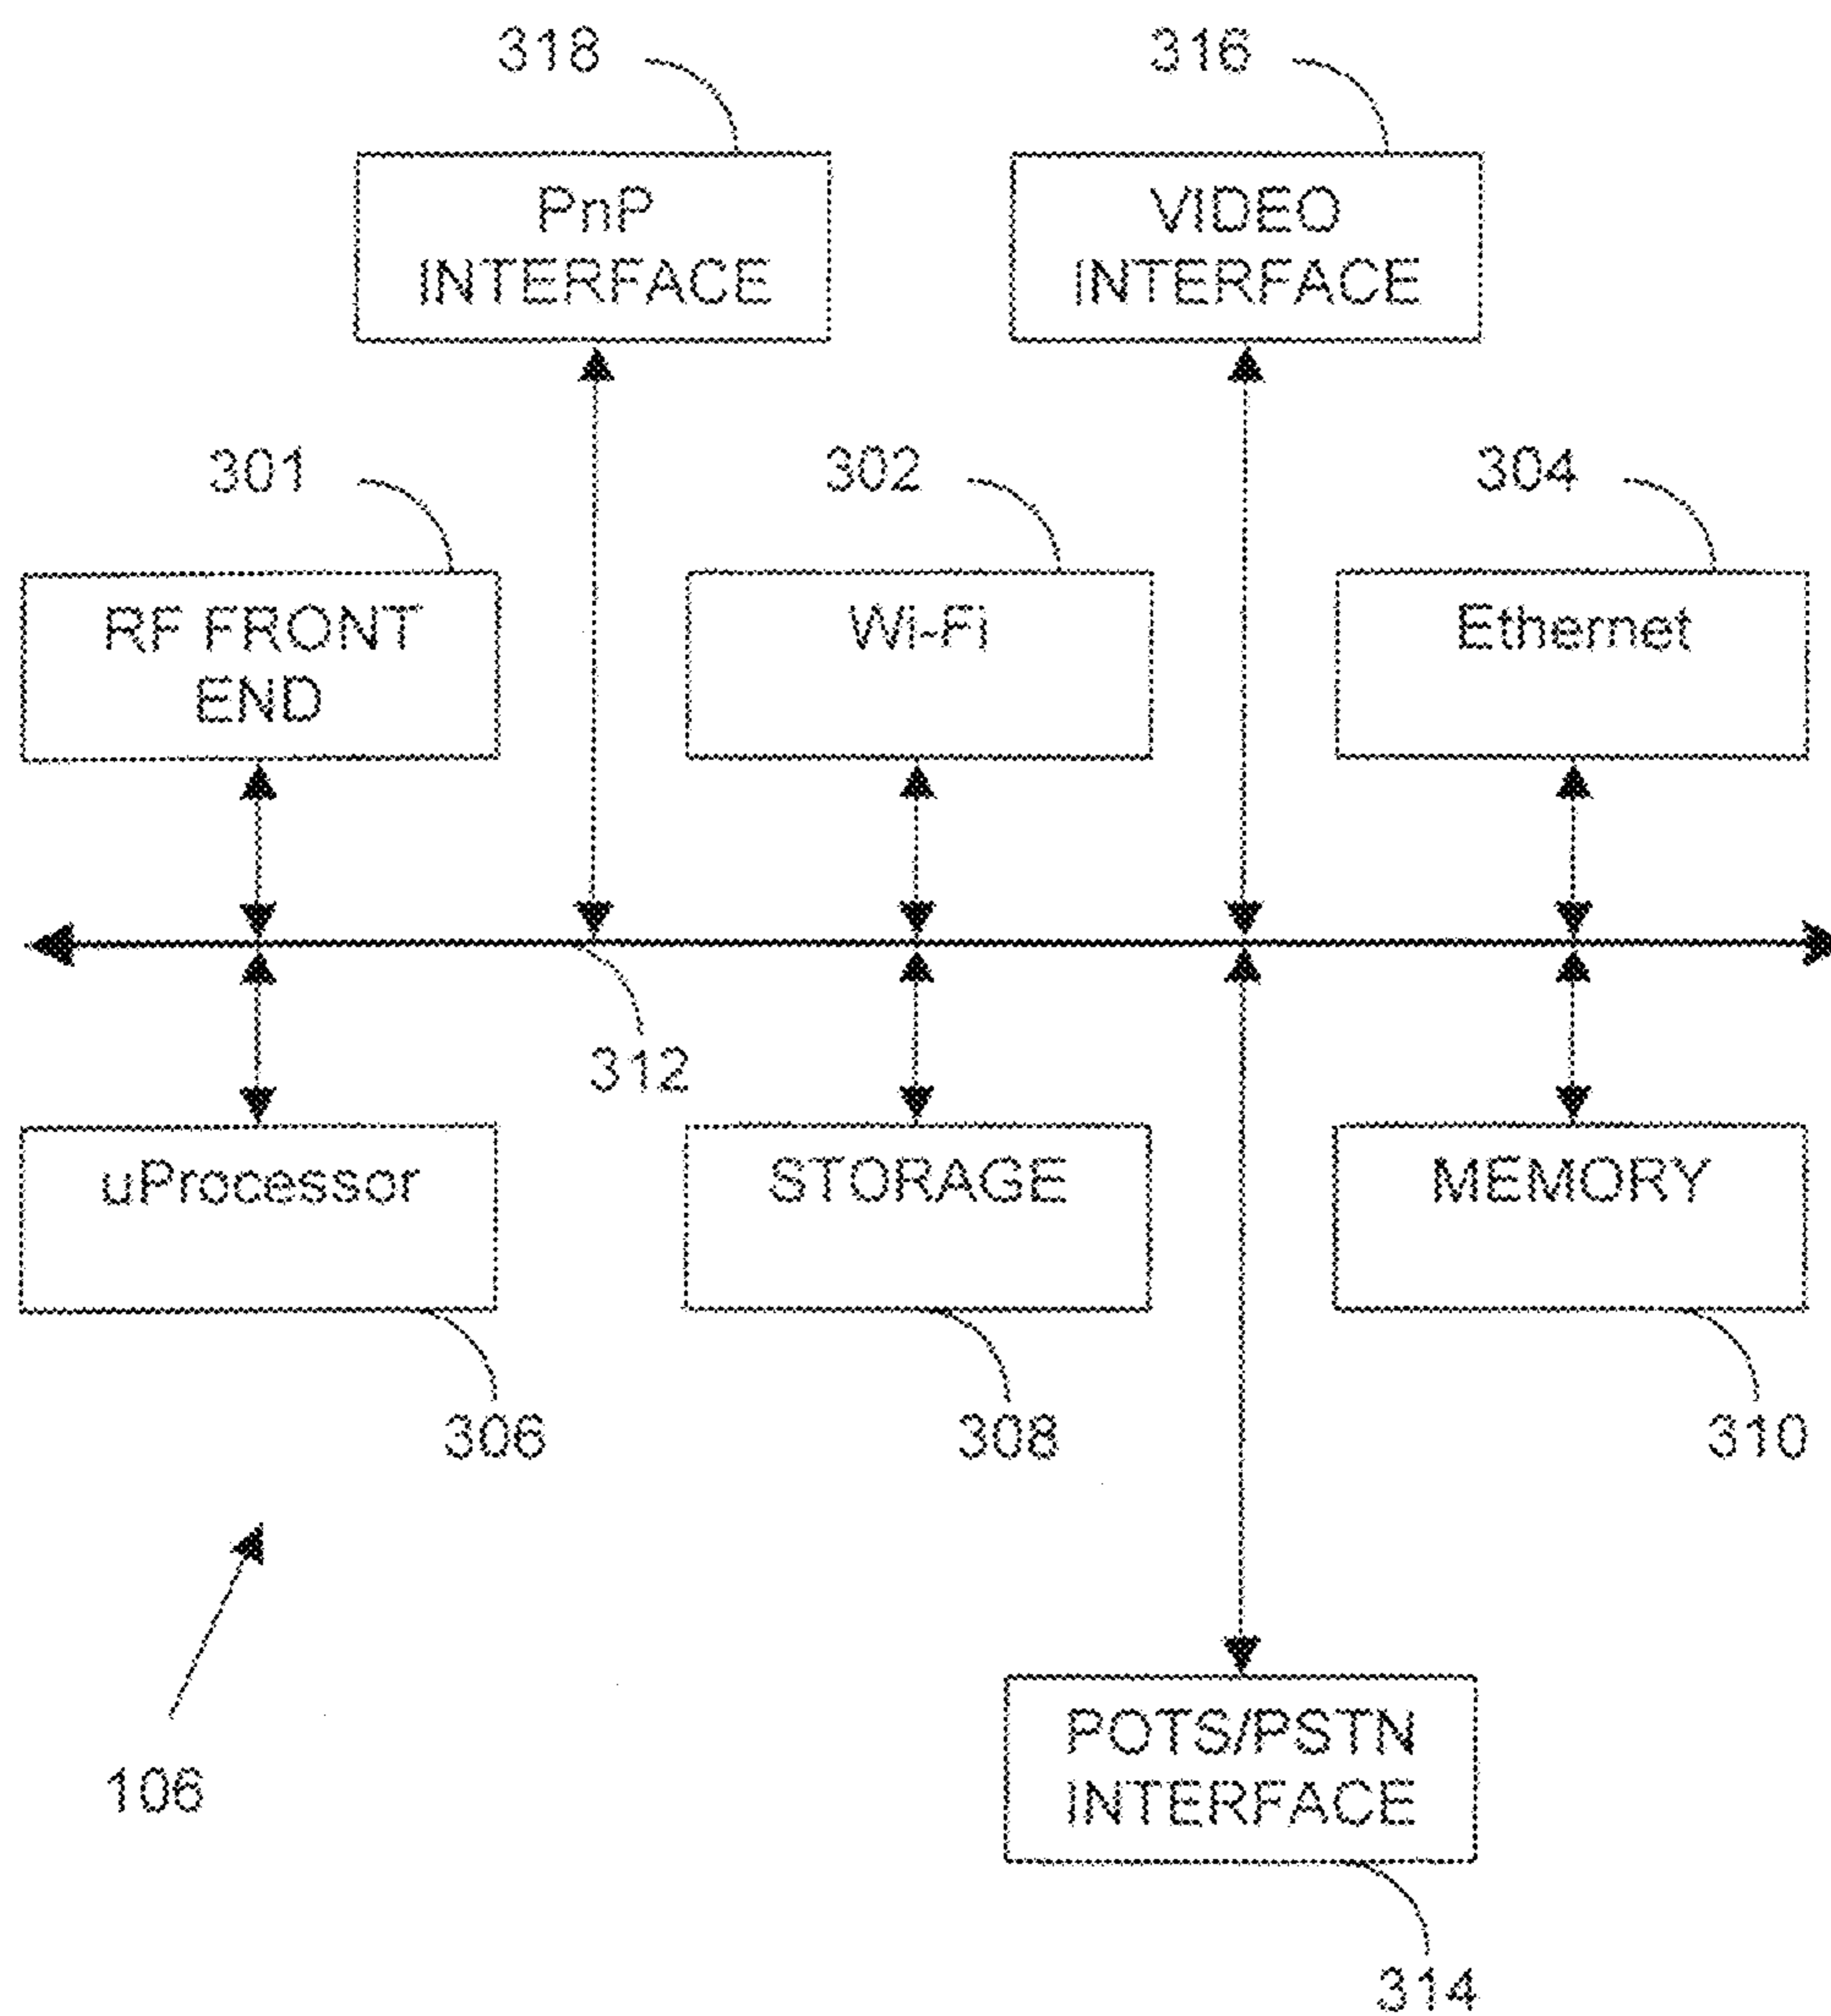 318
316
PnP
INTERFACE
VIDEO
INTERFACE
301
302
304
RF FRONT
END
Wi-Fi
Ethernet
312
uProcessor
STORAGE
MEMORY
306
308
310
106
POTS/PSTN
INTERFACE
314